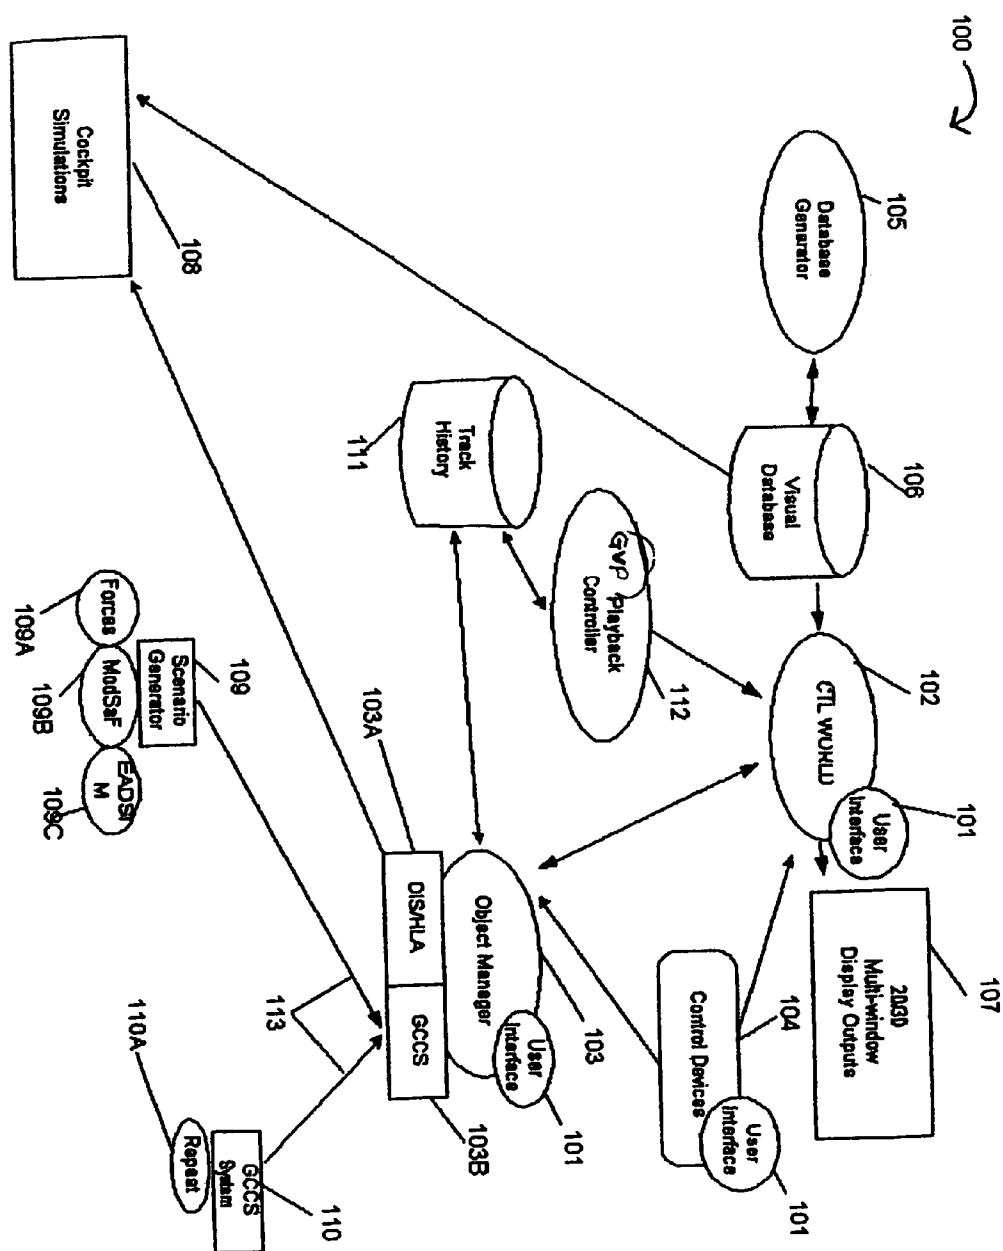 100
105
Database
Generator
106
Visual
Database
102
CTL WORLD
101
User
Interface
107
2D/3D
Multi-window
Display Outputs
GVP Playback
Controller
112
104
Control Devices
User
Interface
101
Track
History
111
103
Object Manager
User
Interface
101
103A
DIS/HLA
GCCS
103B
Cockpit
Simulations
108
109
Scenario
Generator
Forces
ModSaF
EADSI
M
109A
109B
109C
113
110
GCCS
System
Repeat
110A